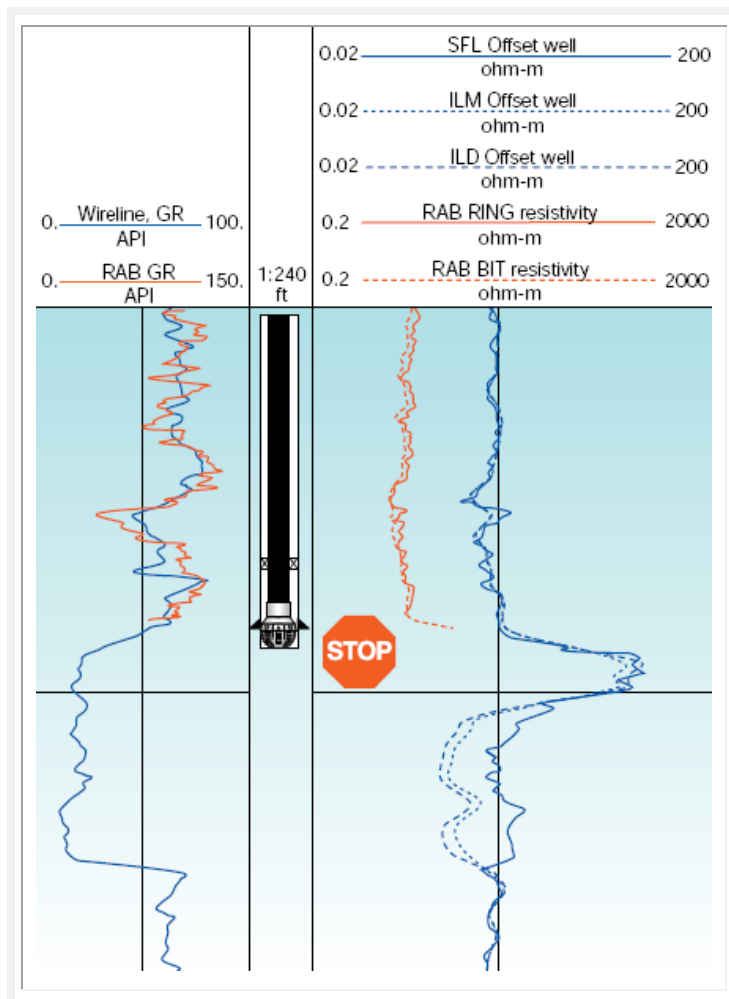 0.02 SFL Offset well 200
ohm-m
0.02 ILM Offset well 200
ohm-m
0.02 ILD Offset well 200
ohm-m
0. Wireline, GR 100.
API
0.2 RAB RING resistivity 2000
ohm-m
0. RAB GR 150.
API
1:240
ft
0.2 RAB BIT resistivity 2000
ohm-m
STOP